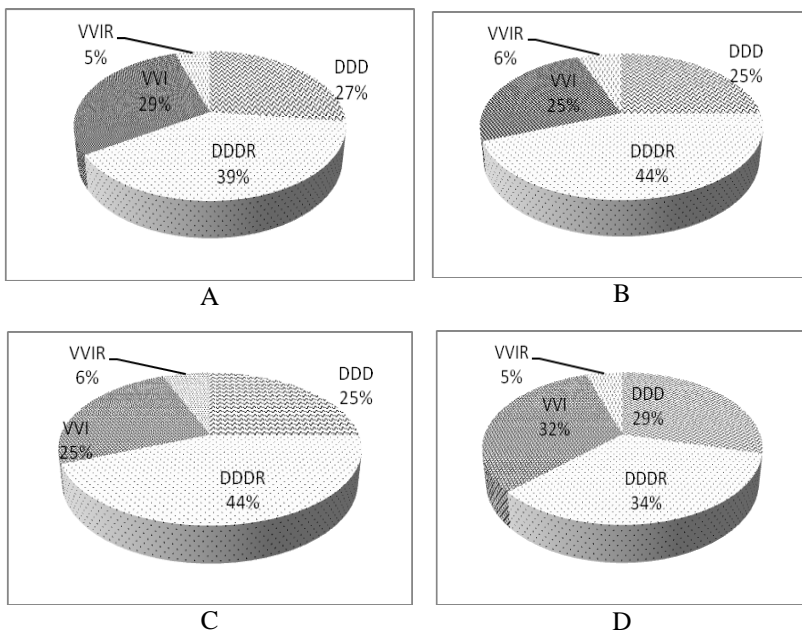 VVIR
5%
DDD
27%
VVI
29%
DDDR
39%
A
VVIR
6%
DDD
25%
VVI
25%
DDDR
44%
B
VVIR
6%
DDD
25%
VVI
25%
DDDR
44%
C
VVIR
5%
DDD
29%
VVI
32%
DDDR
34%
D